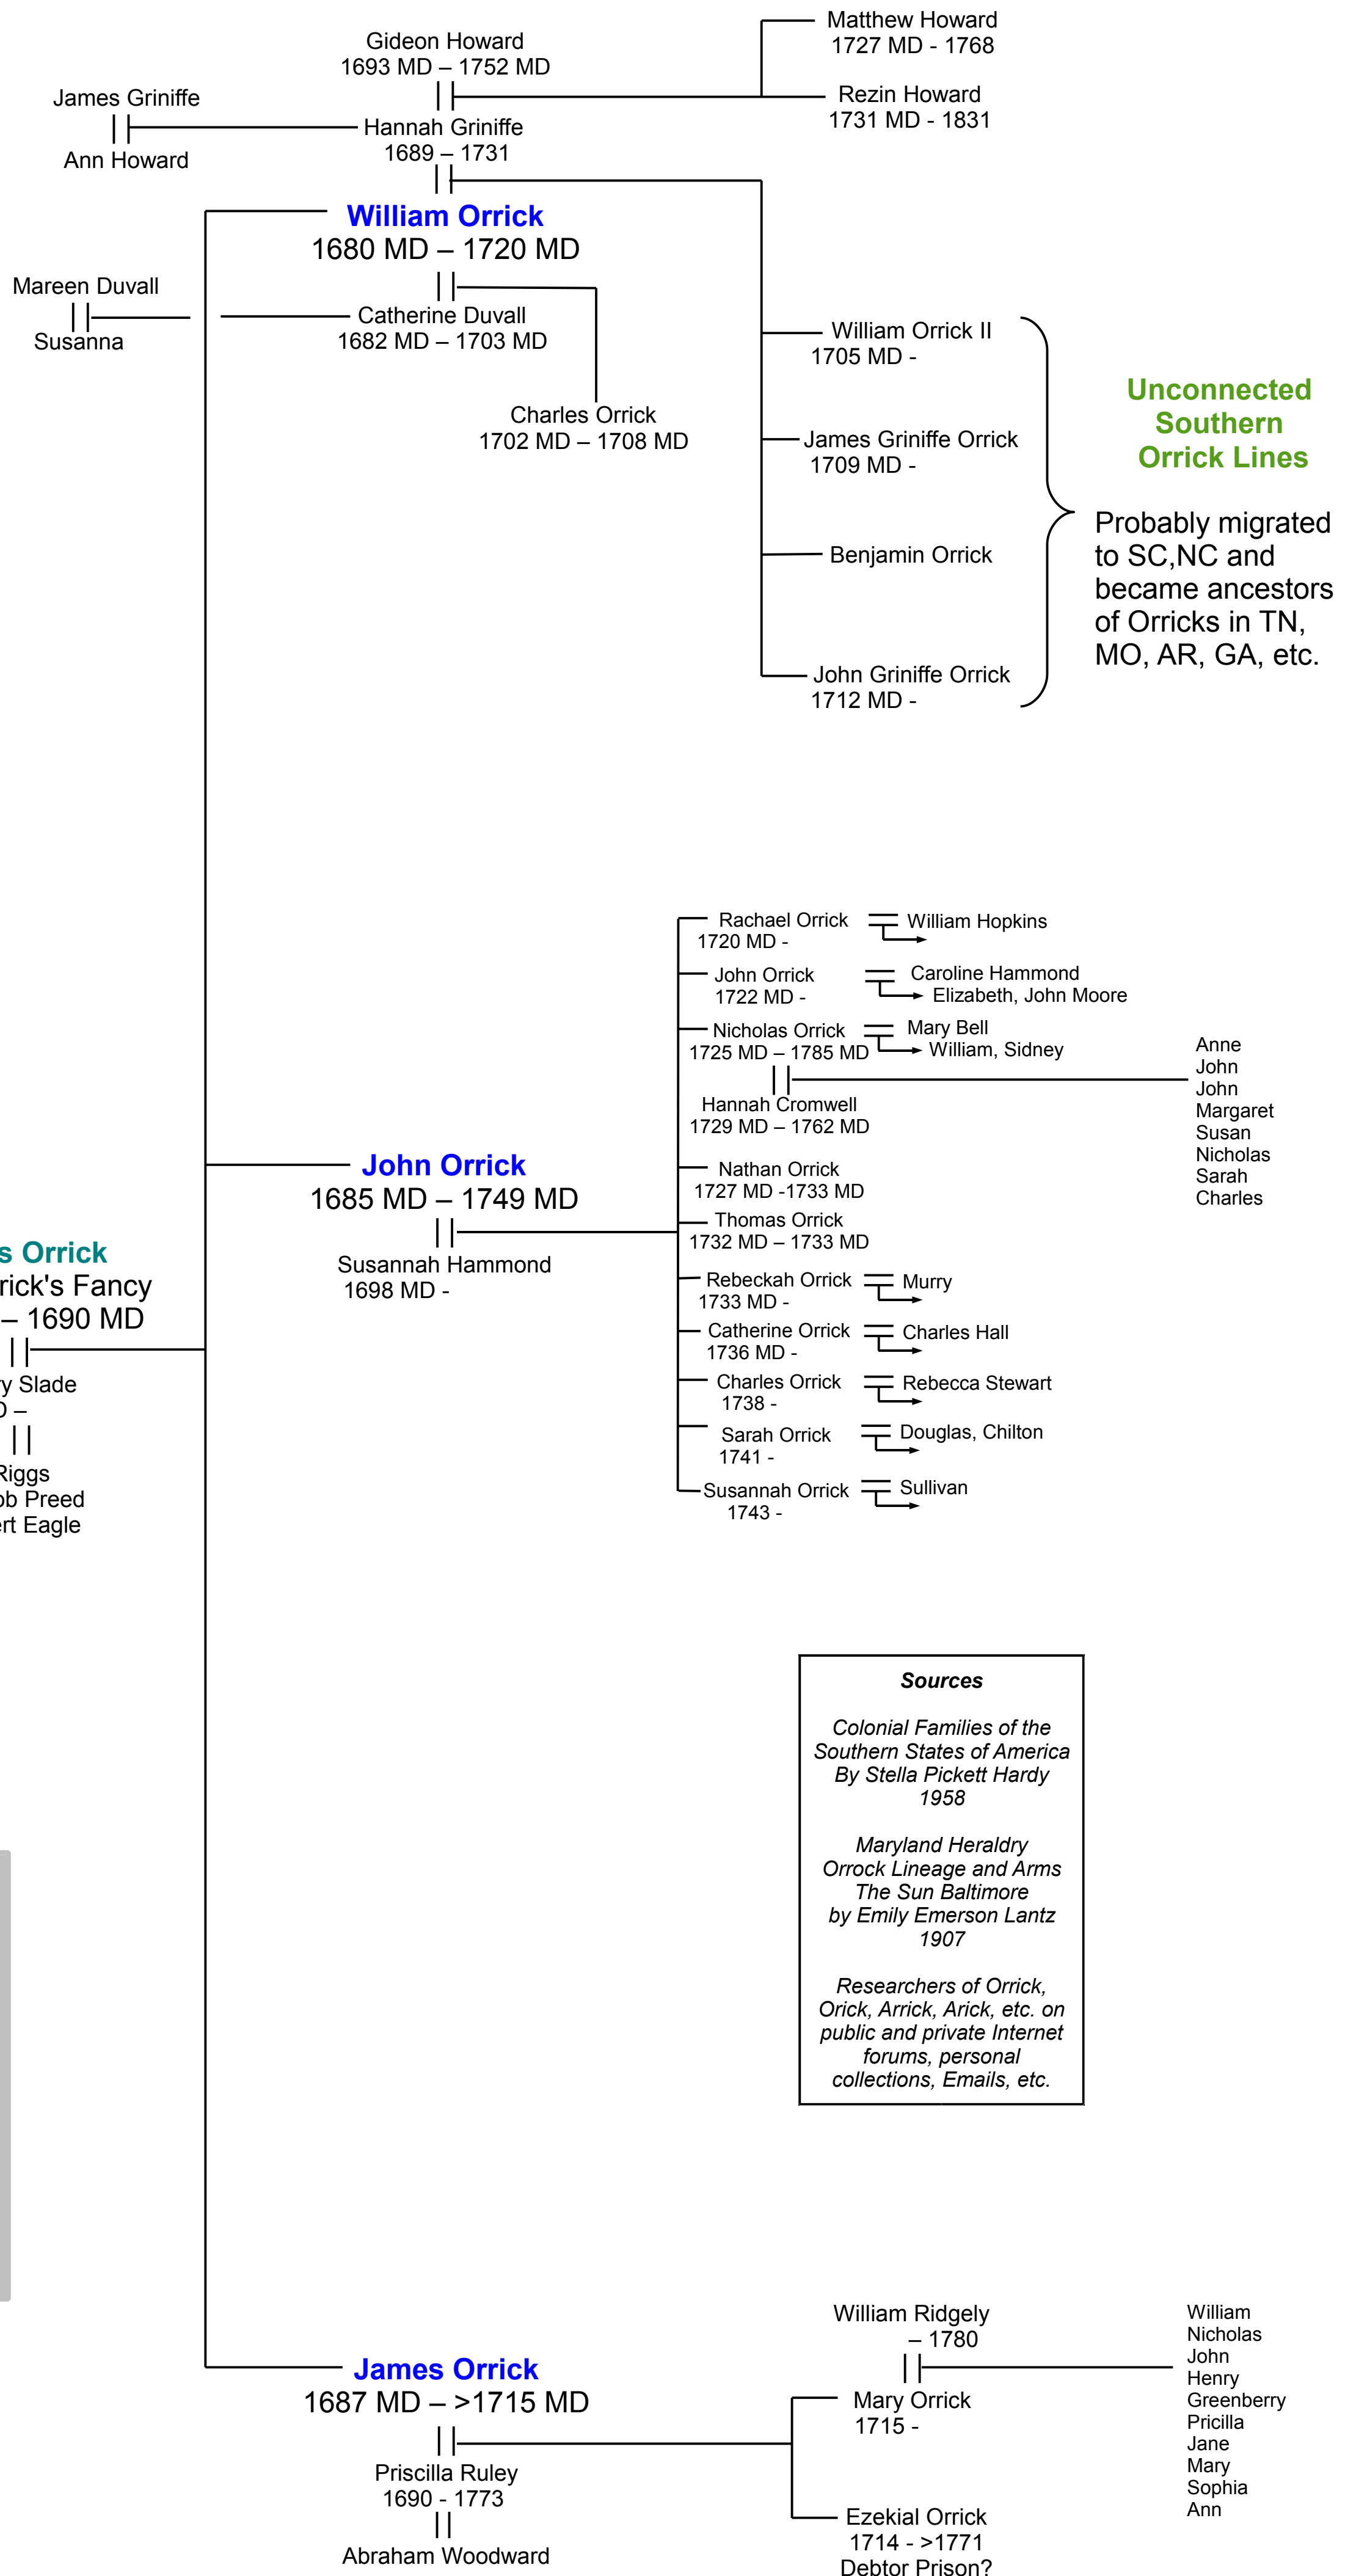 Matthew Howard
1727 MD - 1768
Gideon Howard
1693 MD – 1752 MD
Rezin Howard
1731 MD - 1831
James Griniffe
Ann Howard
Hannah Griniffe
1689 – 1731
William Orrick
1680 MD – 1720 MD
Mareen Duvall
Susanna
Catherine Duvall
1682 MD – 1703 MD
Charles Orrick
1702 MD – 1708 MD
William Orrick II
1705 MD -
James Griniffe Orrick
1709 MD -
Benjamin Orrick
John Griniffe Orrick
1712 MD -
Unconnected
Southern
Orrick Lines
Probably migrated
to SC,NC and
became ancestors
of Orricks in TN,
MO, AR, GA, etc.
Rachael Orrick
1720 MD -
William Hopkins
John Orrick
1722 MD -
Caroline Hammond
Elizabeth, John Moore
Nicholas Orrick
1725 MD – 1785 MD
Mary Bell
William, Sidney
Hannah Cromwell
1729 MD – 1762 MD
Anne
John
John
Margaret
Susan
Nicholas
Sarah
Charles
John Orrick
1685 MD – 1749 MD
Susannah Hammond
1698 MD -
Nathan Orrick
1727 MD -1733 MD
Thomas Orrick
1732 MD – 1733 MD
Rebeckah Orrick
1733 MD -
Murry
Catherine Orrick
1736 MD -
Charles Hall
Charles Orrick
1738 -
Rebecca Stewart
Sarah Orrick
1741 -
Douglas, Chilton
Susannah Orrick
1743 -
Sullivan
s Orrick
rick's Fancy
– 1690 MD
y Slade
D –
Riggs
ob Preed
ert Eagle
Sources
Colonial Families of the
Southern States of America
By Stella Pickett Hardy
1958
Maryland Heraldry
Orrock Lineage and Arms
The Sun Baltimore
by Emily Emerson Lantz
1907
Researchers of Orrick,
Orick, Arrick, Arick, etc. on
public and private Internet
forums, personal
collections, Emails, etc.
James Orrick
1687 MD – >1715 MD
Priscilla Ruley
1690 - 1773
Abraham Woodward
William Ridgely
– 1780
Mary Orrick
1715 -
Ezekial Orrick
1714 - >1771
Debtor Prison?
William
Nicholas
John
Henry
Greenberry
Pricilla
Jane
Mary
Sophia
Ann